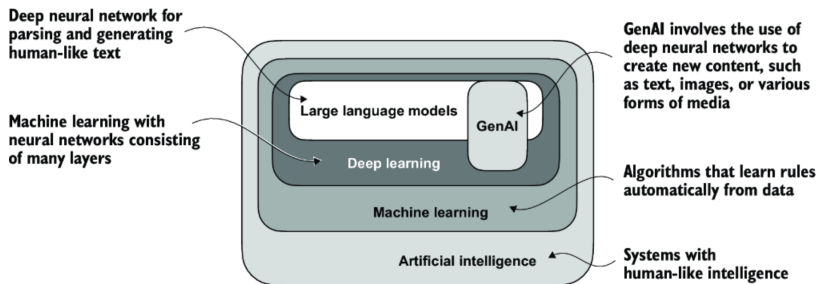 Deep neural network for
parsing and generating
human-like text
Machine learning with
neural networks consisting
of many layers
Large language models
GenAI
Deep learning
Machine learning
Artificial intelligence
GenAI involves the use of
deep neural networks to
create new content, such
as text, images, or various
forms of media
Algorithms that learn rules
automatically from data
Systems with
human-like intelligence